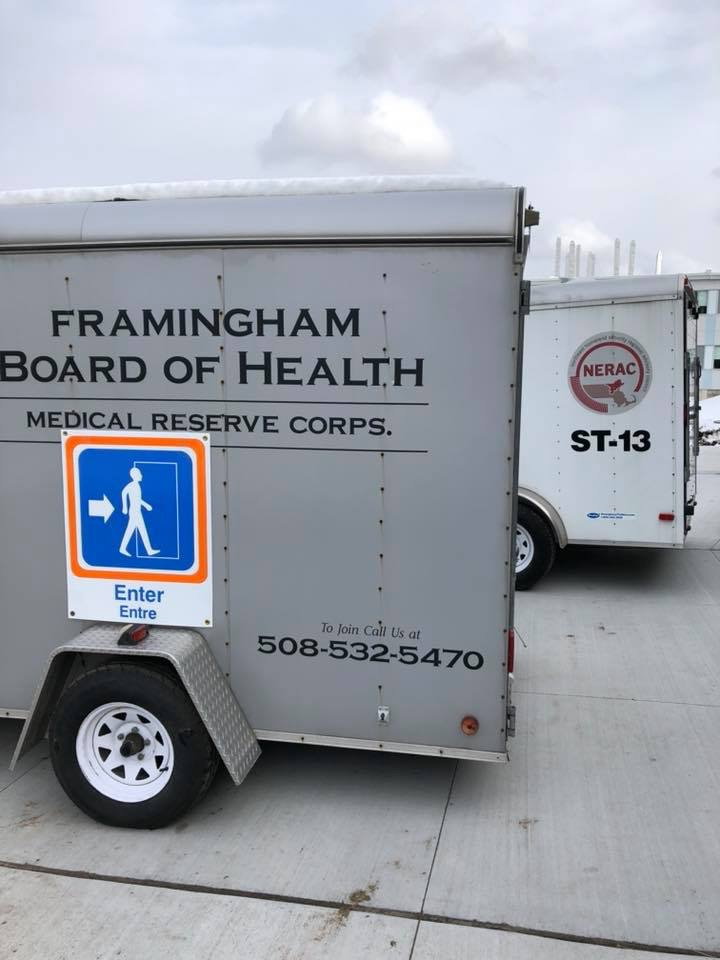 FRAMINGHAM
BOARD OF HEALTH
MEDICAL RESERVE CORPS.
Enter
Entre
To Join Call Us at
508-532-5470
NERAC
ST-13